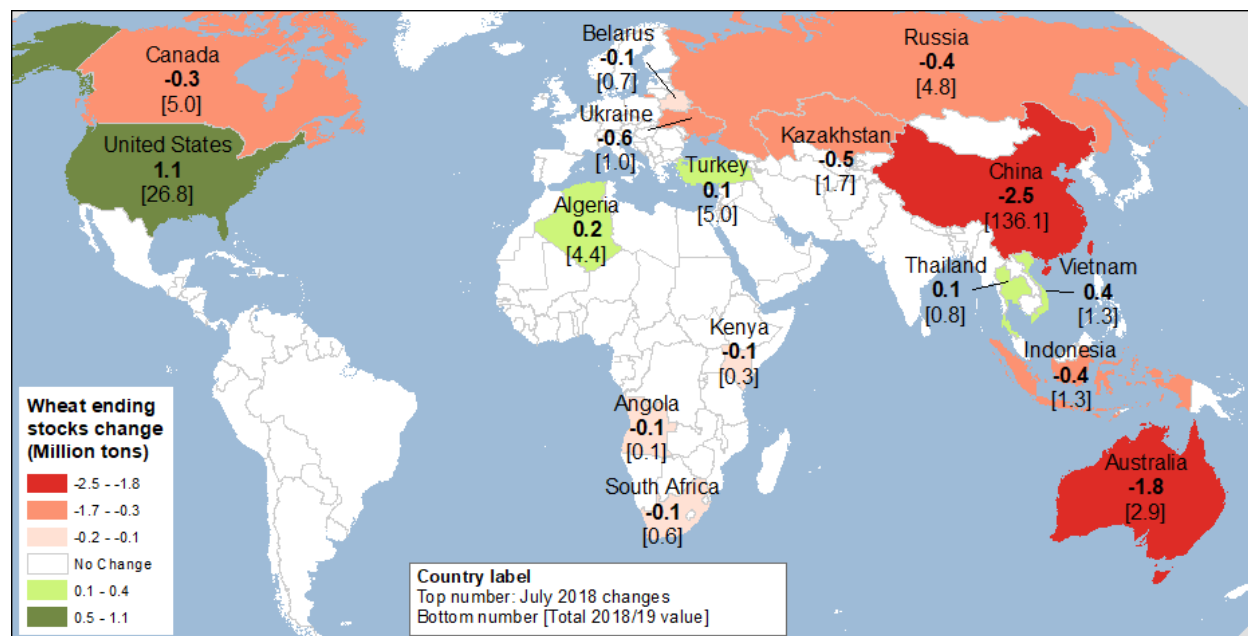 Canada
-0.3
[5.0]
United States
1.1
[26.8]
Belarus
-0.1
[0.7]
Ukraine
-0.6
[1.0]
Russia
-0.4
[4.8]
Kazakhstan
-0.5
[1.7]
Turkey
0.1
[5.0]
Algeria
0.2
[4.4]
China
-2.5
[136.1]
Thailand
0.1
[0.8]
Vietnam
0.4
[1.3]
Indonesia
-0.4
[1.3]
Kenya
-0.1
[0.3]
Angola
-0.1
[0.1]
South Africa
-0.1
[0.6]
Australia
-1.8
[2.9]
Wheat ending
stocks change
(Million tons)
-2.5 - -1.8
-1.7 - -0.3
-0.2 - -0.1
No Change
0.1 - 0.4
0.5 - 1.1
Country label
Top number: July 2018 changes
Bottom number [Total 2018/19 value]